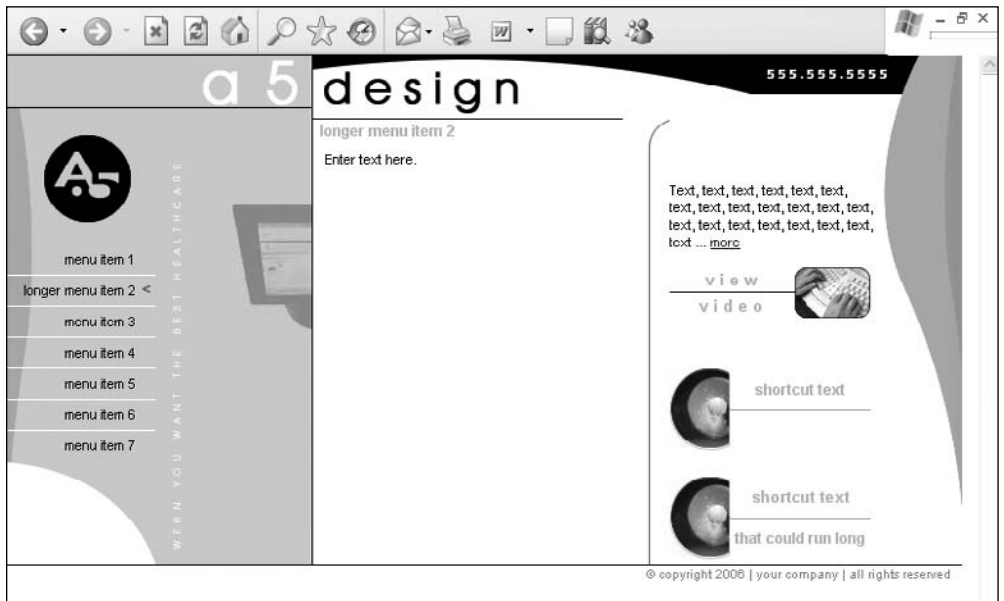 a 5 design
555.555.5555
A5
longer menu item 2
Enter text here.
menu item 1
longer menu item 2 <
menu item 3
menu item 4
menu item 5
menu item 6
menu item 7
WEHN YOU WANT THE BEST HEALTHCARE
Text, text, text, text, text, text,
text, text, text, text, text, text, text,
text, text, text, text, text, text, text,
text ... more
view
video
shortcut text
shortcut text
that could run long
© copyright 2006 | your company | all rights reserved